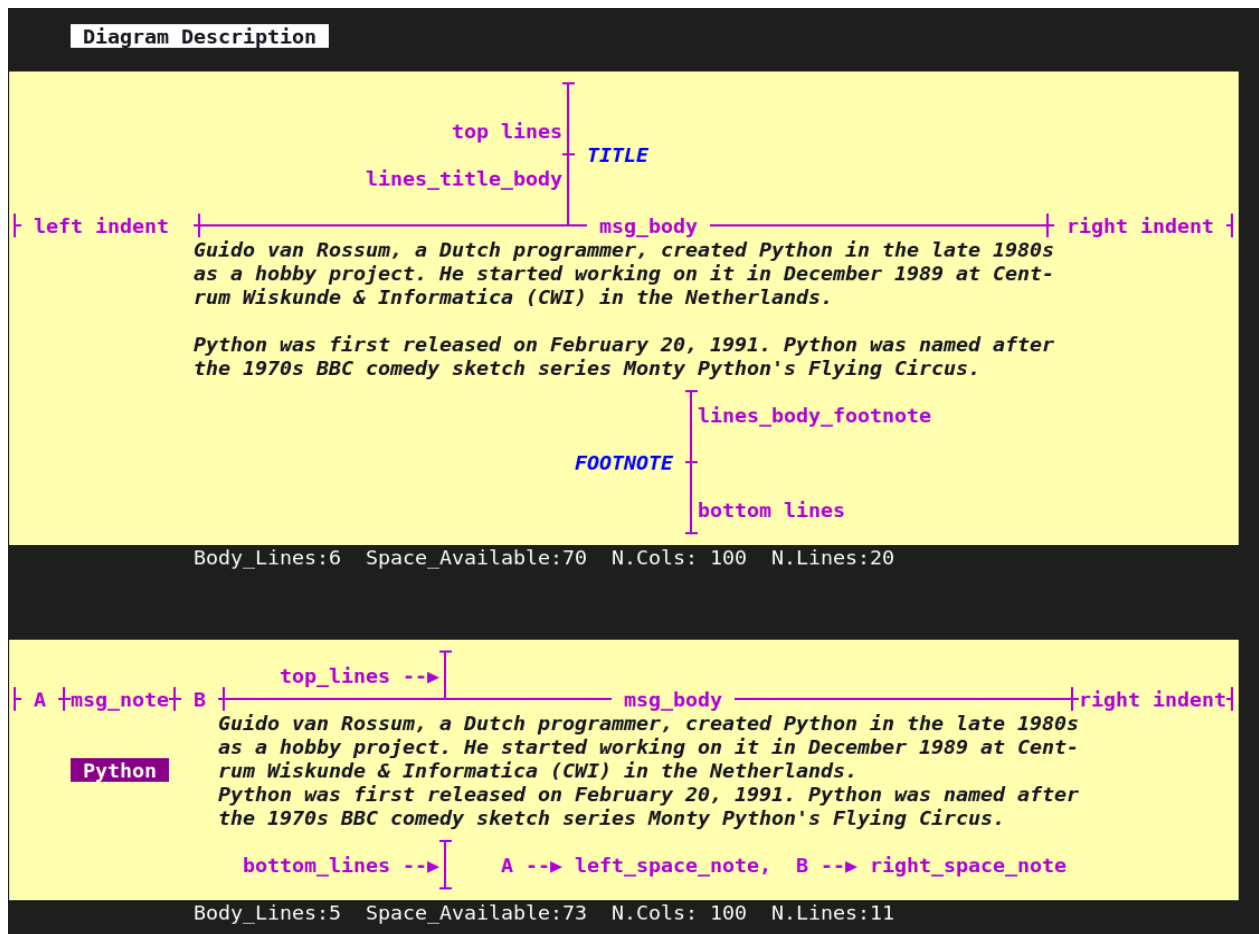 Diagram Description
top lines
TITLE
lines_title_body
left indent msg_body right indent
Guido van Rossum, a Dutch programmer, created Python in the late 1980s
as a hobby project. He started working on it in December 1989 at Cent-
rum Wiskunde & Informatica (CWI) in the Netherlands.
Python was first released on February 20, 1991. Python was named after
the 1970s BBC comedy sketch series Monty Python's Flying Circus.
lines_body_footnote
FOOTNOTE
bottom lines
Body_Lines:6 Space_Available:70 N.Cols: 100 N.Lines:20
top_lines --▶
A msg_note B msg_body right indent
Guido van Rossum, a Dutch programmer, created Python in the late 1980s
as a hobby project. He started working on it in December 1989 at Cent-
Python rum Wiskunde & Informatica (CWI) in the Netherlands.
Python was first released on February 20, 1991. Python was named after
the 1970s BBC comedy sketch series Monty Python's Flying Circus.
bottom_lines --▶ A --▶ left_space_note, B --▶ right_space_note
Body_Lines:5 Space_Available:73 N.Cols: 100 N.Lines:11